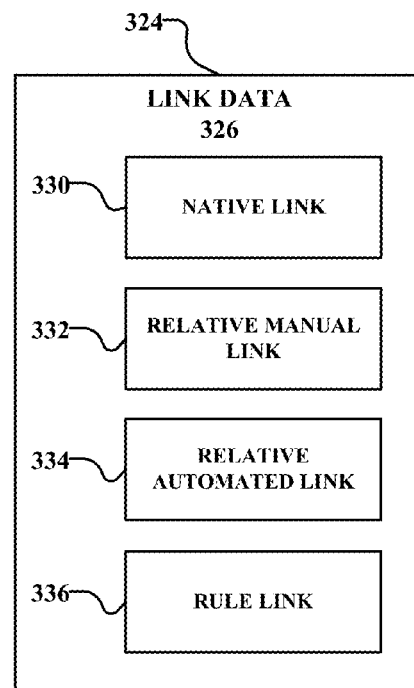 324
LINK DATA
326
330
NATIVE LINK
332
RELATIVE MANUAL
LINK
334
RELATIVE
AUTOMATED LINK
336
RULE LINK